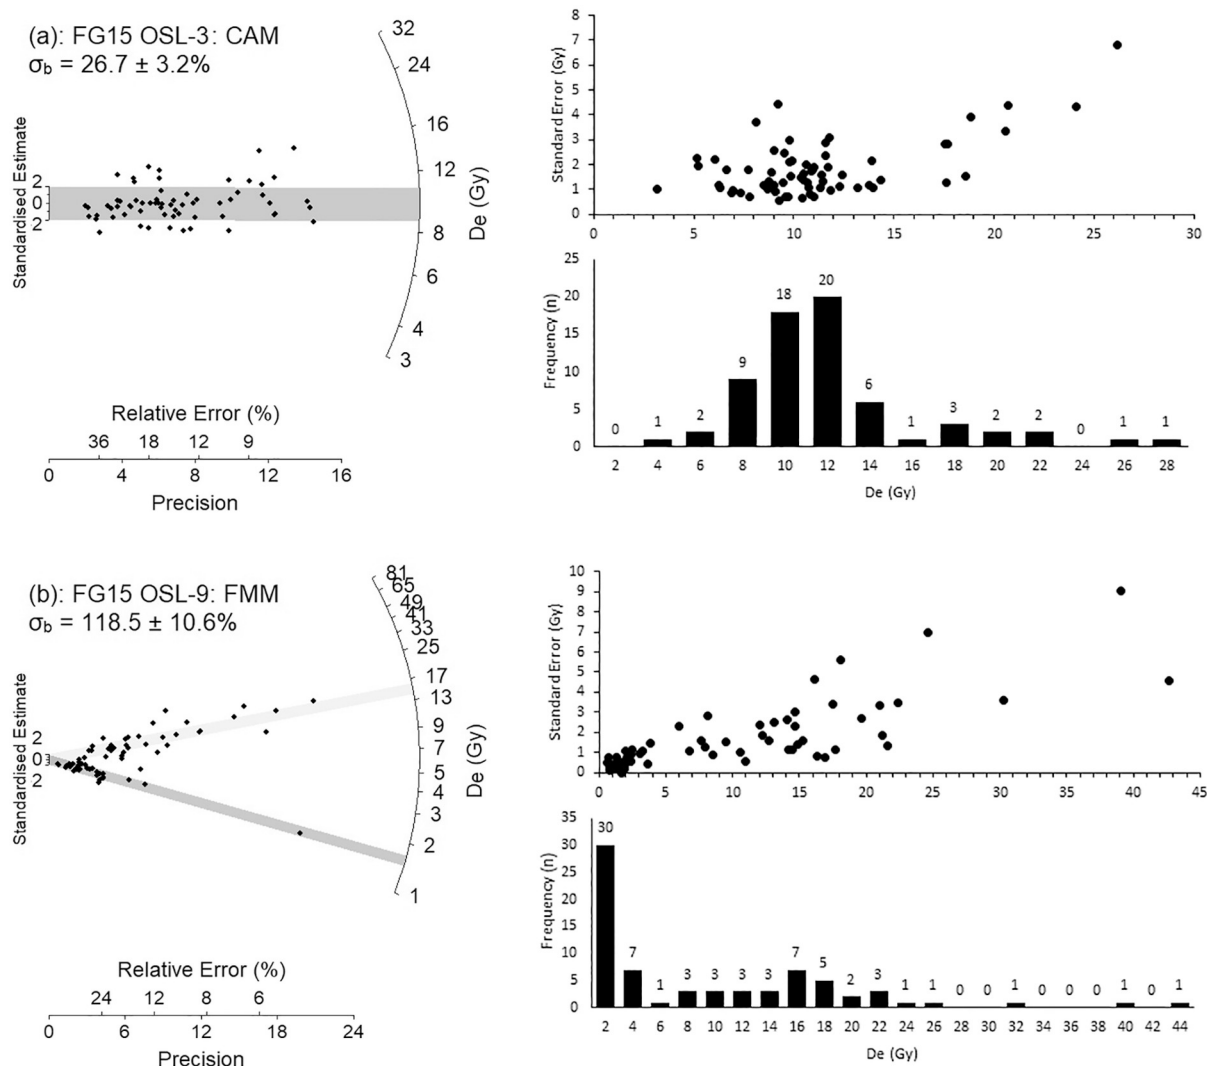 (a): FG15 OSL-3: CAM
σb = 26.7 ± 3.2%
Standardised Estimate
2
0
2
32
24
16
12
8
6
4
3
De (Gy)
Relative Error (%)
36 18 12 9
0 4 8 12 16
Precision
Standard Error (Gy)
8
7
6
5
4
3
2
1
0
0 5 10 15 20 25 30
Frequency (n)
25
20
15
10
5
0
0 1 2 9 18 20 6 1 3 2 2 0 1 1
2 4 6 8 10 12 14 16 18 20 22 24 26 28
De (Gy)
(b): FG15 OSL-9: FMM
σb = 118.5 ± 10.6%
Standardised Estimate
2
0
2
81
65
49
41
33
25
17
13
9
7
5
4
3
2
1
De (Gy)
Relative Error (%)
24 12 8 6
0 6 12 18 24
Precision
Standard Error (Gy)
10
9
8
7
6
5
4
3
2
1
0
0 5 10 15 20 25 30 35 40 45
Frequency (n)
35
30
25
20
15
10
5
0
30 7 1 3 3 3 3 7 5 2 3 1 1 0 0 1 0 0 0 1 0 1
2 4 6 8 10 12 14 16 18 20 22 24 26 28 30 32 34 36 38 40 42 44
De (Gy)